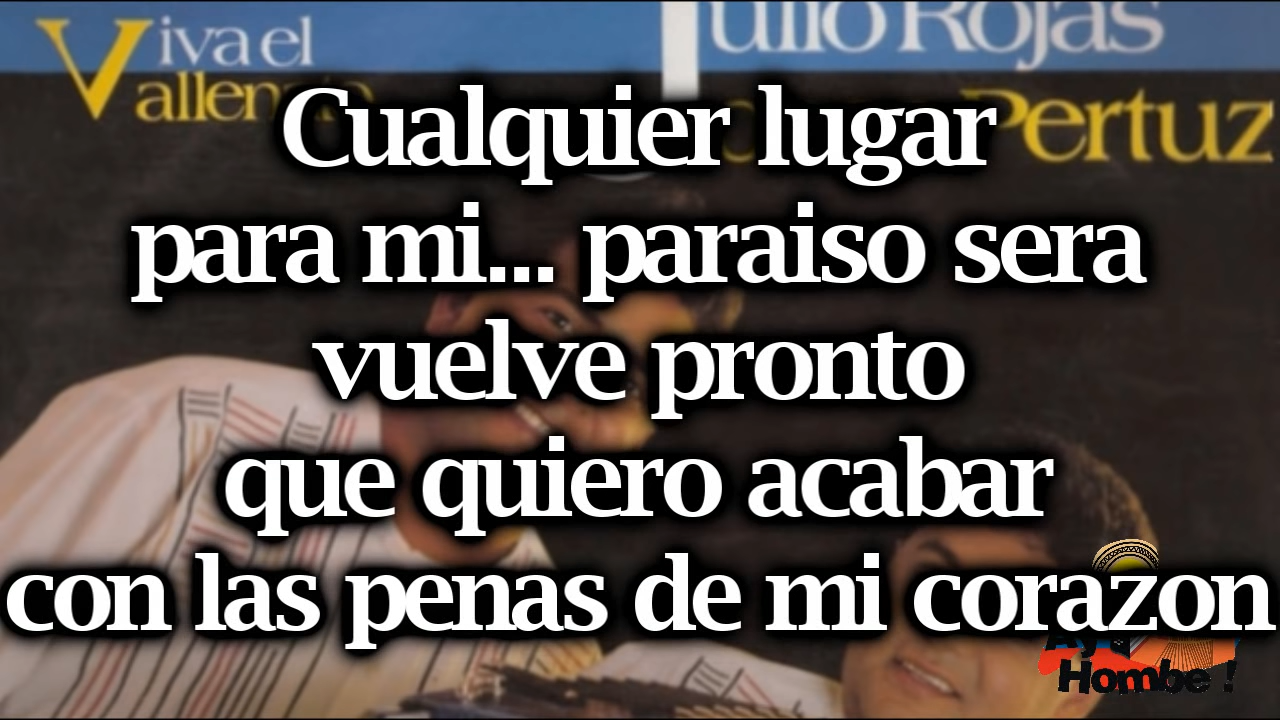 Viva el
Vallenato
Julio Rojas
Pertuz
Cualquier lugar
para mi... paraiso sera
vuelve pronto
que quiero acabar
con las penas de mi corazon
Hombe !